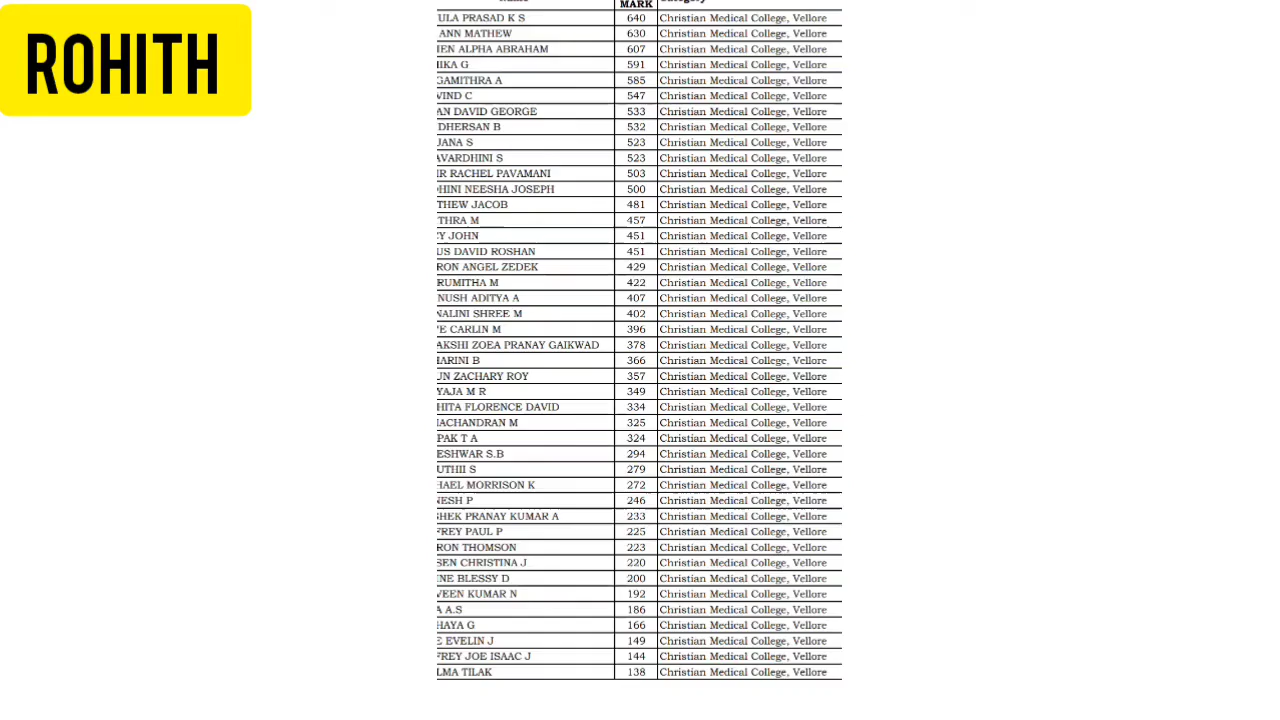 ROHITH
MARK
ULA PRASAD K S 640 Christian Medical College, Vellore
ANN MATHEW 630 Christian Medical College, Vellore
MEN ALPHA ABRAHAM 607 Christian Medical College, Vellore
IKA G 591 Christian Medical College, Vellore
GAMITHRA A 585 Christian Medical College, Vellore
VIND C 547 Christian Medical College, Vellore
AN DAVID GEORGE 533 Christian Medical College, Vellore
DHERSAN B 532 Christian Medical College, Vellore
JANA S 523 Christian Medical College, Vellore
AVARDHINI S 523 Christian Medical College, Vellore
IR RACHEL PAVAMANI 503 Christian Medical College, Vellore
HINI NEESHA JOSEPH 500 Christian Medical College, Vellore
THEW JACOB 481 Christian Medical College, Vellore
THRA M 457 Christian Medical College, Vellore
CY JOHN 451 Christian Medical College, Vellore
US DAVID ROSHAN 451 Christian Medical College, Vellore
RON ANGEL ZEDEK 429 Christian Medical College, Vellore
RUMITHA M 422 Christian Medical College, Vellore
NUSH ADITYA A 407 Christian Medical College, Vellore
NALINI SHREE M 402 Christian Medical College, Vellore
VE CARLIN M 396 Christian Medical College, Vellore
AKSHI ZOEA PRANAY GAIKWAD 378 Christian Medical College, Vellore
HARINI B 366 Christian Medical College, Vellore
UN ZACHARY ROY 357 Christian Medical College, Vellore
YAJA M R 349 Christian Medical College, Vellore
HITA FLORENCE DAVID 334 Christian Medical College, Vellore
MACHANDRAN M 325 Christian Medical College, Vellore
PAK T A 324 Christian Medical College, Vellore
ESHWAR S.B 294 Christian Medical College, Vellore
UTHII S 279 Christian Medical College, Vellore
HAEL MORRISON K 272 Christian Medical College, Vellore
NESH P 246 Christian Medical College, Vellore
SHEK PRANAY KUMAR A 233 Christian Medical College, Vellore
FREY PAUL P 225 Christian Medical College, Vellore
RON THOMSON 223 Christian Medical College, Vellore
SEN CHRISTINA J 220 Christian Medical College, Vellore
INE BLESSY D 200 Christian Medical College, Vellore
VEEN KUMAR N 192 Christian Medical College, Vellore
A A.S 186 Christian Medical College, Vellore
HAYA G 166 Christian Medical College, Vellore
E EVELIN J 149 Christian Medical College, Vellore
FREY JOE ISAAC J 144 Christian Medical College, Vellore
LMA TILAK 138 Christian Medical College, Vellore